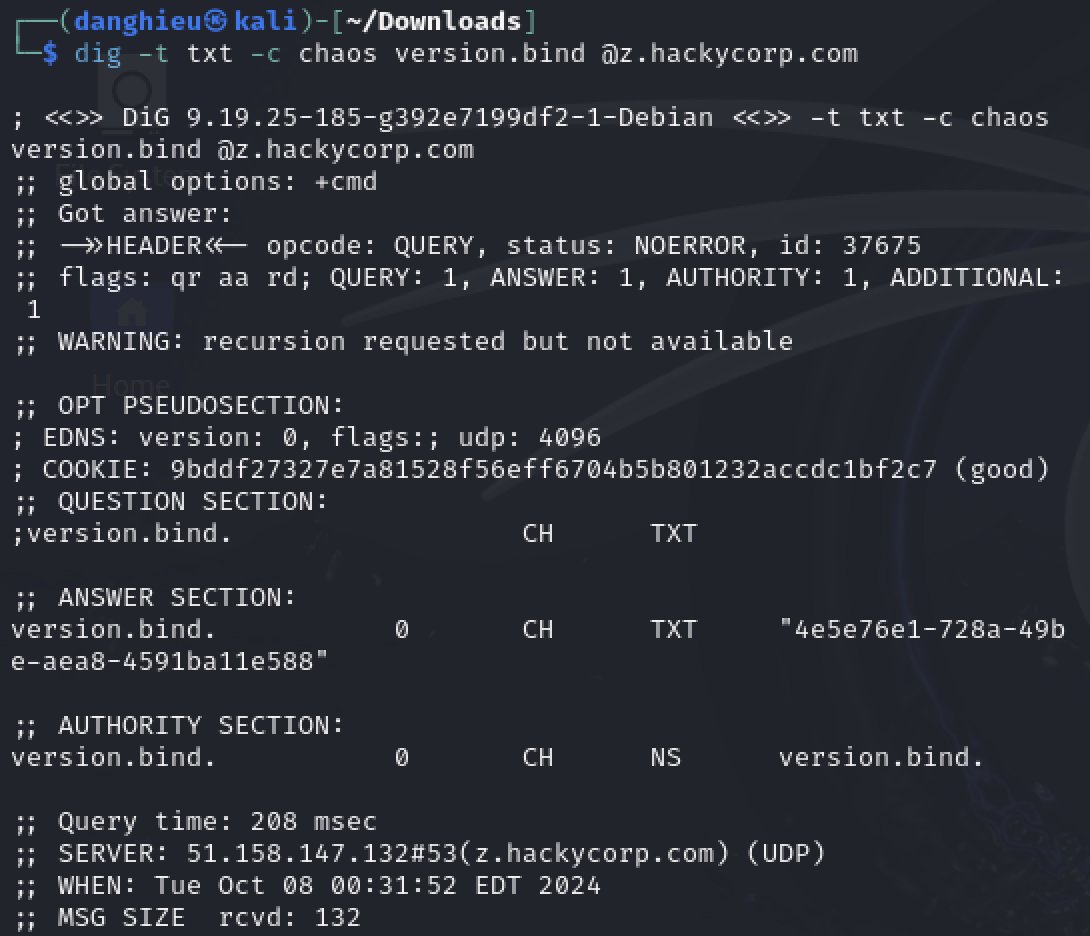 ┌──(danghieu㉿kali)-[~/Downloads]
└─$ dig -t txt -c chaos version.bind @z.hackycorp.com
; <<>> DiG 9.19.25-185-g392e7199df2-1-Debian <<>> -t txt -c chaos
version.bind @z.hackycorp.com
;; global options: +cmd
;; Got answer:
;; ->>HEADER<<- opcode: QUERY, status: NOERROR, id: 37675
;; flags: qr aa rd; QUERY: 1, ANSWER: 1, AUTHORITY: 1, ADDITIONAL:
1
;; WARNING: recursion requested but not available
Home
;; OPT PSEUDOSECTION:
; EDNS: version: 0, flags:; udp: 4096
; COOKIE: 9bddf27327e7a81528f56eff6704b5b801232accdc1bf2c7 (good)
;; QUESTION SECTION:
;version.bind. CH TXT
;; ANSWER SECTION:
version.bind. 0 CH TXT "4e5e76e1-728a-49b
e-aea8-4591ba11e588"
;; AUTHORITY SECTION:
version.bind. 0 CH NS version.bind.
;; Query time: 208 msec
;; SERVER: 51.158.147.132#53(z.hackycorp.com) (UDP)
;; WHEN: Tue Oct 08 00:31:52 EDT 2024
;; MSG SIZE rcvd: 132